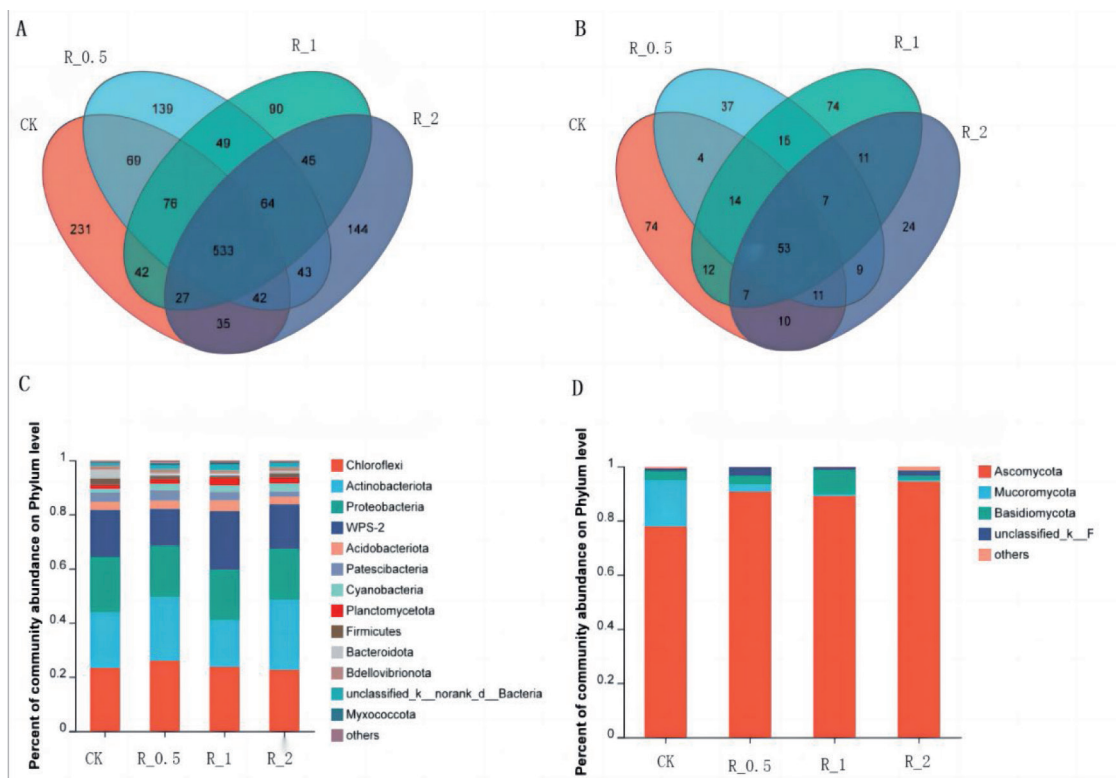 A
R_0.5
R_1
CK
R_2
139
90
69
49
45
76
64
231
533
144
42
43
27
42
35
B
R_0.5
R_1
CK
R_2
37
74
4
15
11
14
7
74
53
24
12
9
7
11
10
C
Percent of community abundance on Phylum level
1
0.8
0.6
0.4
0.2
0
CK
R_0.5
R_1
R_2
Chloroflexi
Actinobacteriota
Proteobacteria
WPS-2
Acidobacteriota
Patescibacteria
Cyanobacteria
Planctomycetota
Firmicutes
Bacteroidota
Bdellovibrionota
unclassified_k__norank_d__Bacteria
Myxococcota
others
D
Percent of community abundance on Phylum level
1
0.8
0.6
0.4
0.2
0
CK
R_0.5
R_1
R_2
Ascomycota
Mucoromycota
Basidiomycota
unclassified_k__F
others